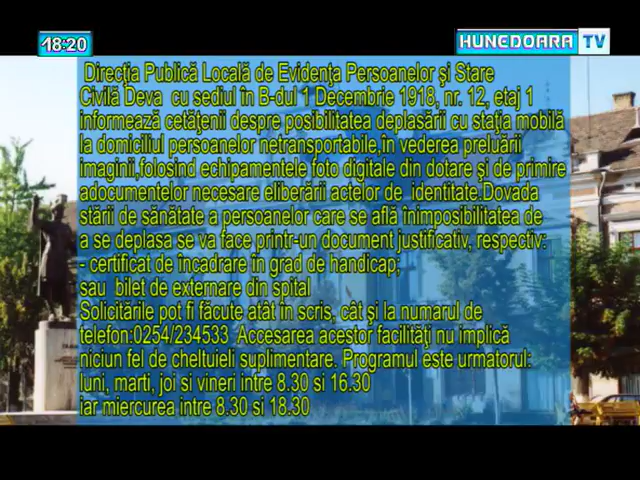 18:20
HUNEDOARA TV
Direcţia Publică Locală de Evidenţa Persoanelor şi Stare
Civilă Deva cu sediul în B-dul 1 Decembrie 1918, nr. 12, etaj 1
informează cetăţenii despre posibilitatea deplasării cu staţia mobilă
la domiciliul persoanelor netransportabile,în vederea preluării
imaginii,folosind echipamentele foto digitale din dotare şi de primire
adocumentelor necesare eliberării actelor de identitate.Dovada
stării de sănătate a persoanelor care se află înimposibilitatea de
a se deplasa se va face printr-un document justificativ, respectiv:
- certificat de încadrare în grad de handicap;
sau bilet de externare din spital
Solicitările pot fi făcute atât în scris, cât şi la numarul de
telefon:0254/234533 Accesarea acestor facilităţi nu implică
niciun fel de cheltuieli suplimentare. Programul este urmatorul:
luni, marti, joi si vineri intre 8.30 si 16.30
iar miercurea intre 8.30 si 18.30